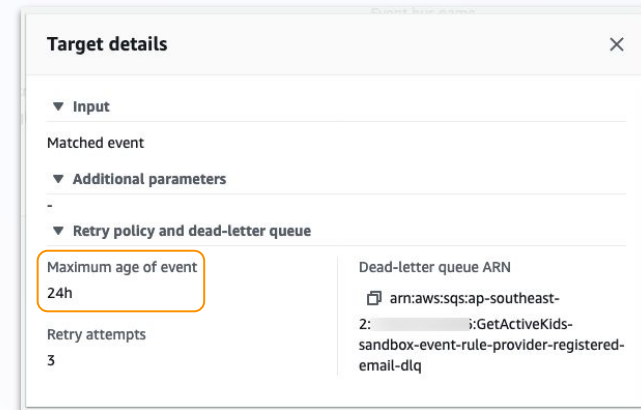 Target details
Input
Matched event
Additional parameters
-
Retry policy and dead-letter queue
Maximum age of event
24h
Retry attempts
3
Dead-letter queue ARN
arn:aws:sqs:ap-southeast-
2: :GetActiveKids-
sandbox-event-rule-provider-registered-
email-dlq